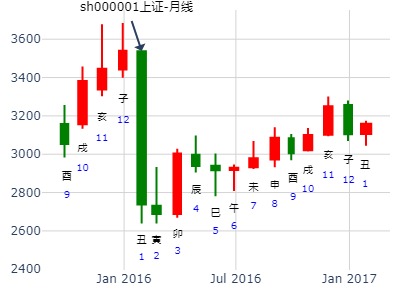 sh000001上证-月线
3600
3400
3200
3000
2800
2600
2400
酉
9
戌
10
亥
11
子
12
丑
1
寅
2
卯
3
辰
4
巳
5
午
6
未
7
申
8
酉
9
戌
10
亥
11
子
12
丑
1
Jan 2016
Jul 2016
Jan 2017